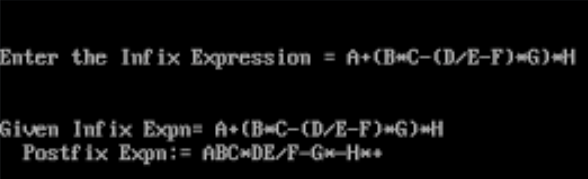 Enter the Infix Expression = A+(B*C-(D/E-F)*G)*H
Given Infix Expn= A+(B*C-(D/E-F)*G)*H
Postfix Expn:= ABC*DE/F-G*-H*+